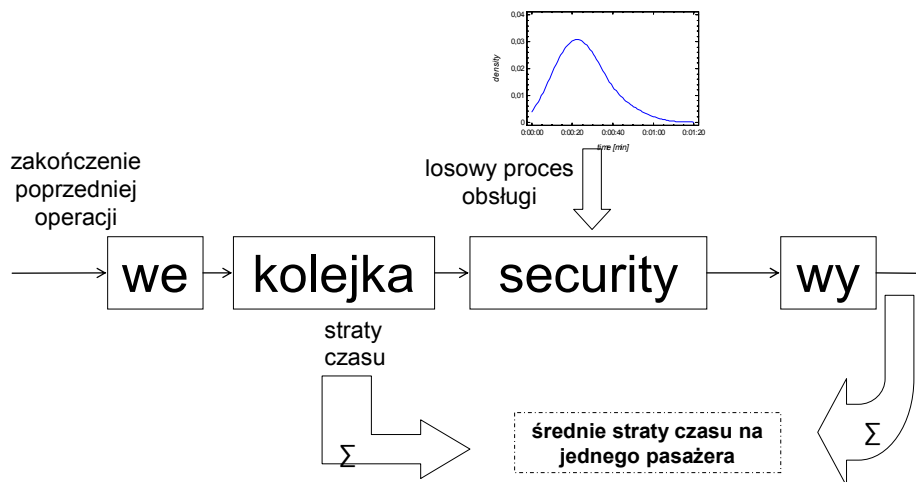 0,04
0,03
0,02
0,01
0
density
0:00:00 0:00:20 0:00:40 0:01:00 0:01:20
time [min]
zakończenie
poprzedniej
operacji
losowy proces
obsługi
we
kolejka
security
wy
straty
czasu
∑
średnie straty czasu na
jednego pasażera
∑